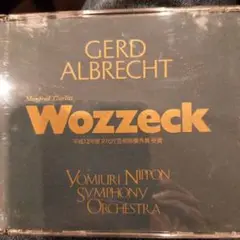 GERD
ALBRECHT
Wozzeck
YOMIURI NIPPON
SYMPHONY
ORCHESTRA